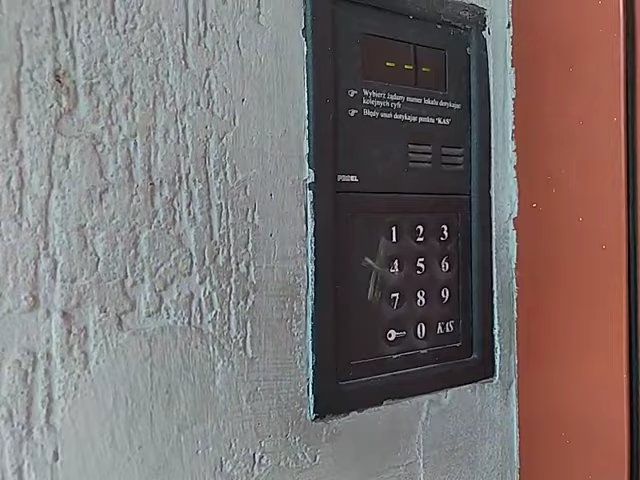 ---
Wybierz żądany numer lokalu dotykając
kolejnych cyfr
Błędy usuń dotykając punktu "KAS"
PROEL
1 2 3
4 5 6
7 8 9
0 KAS